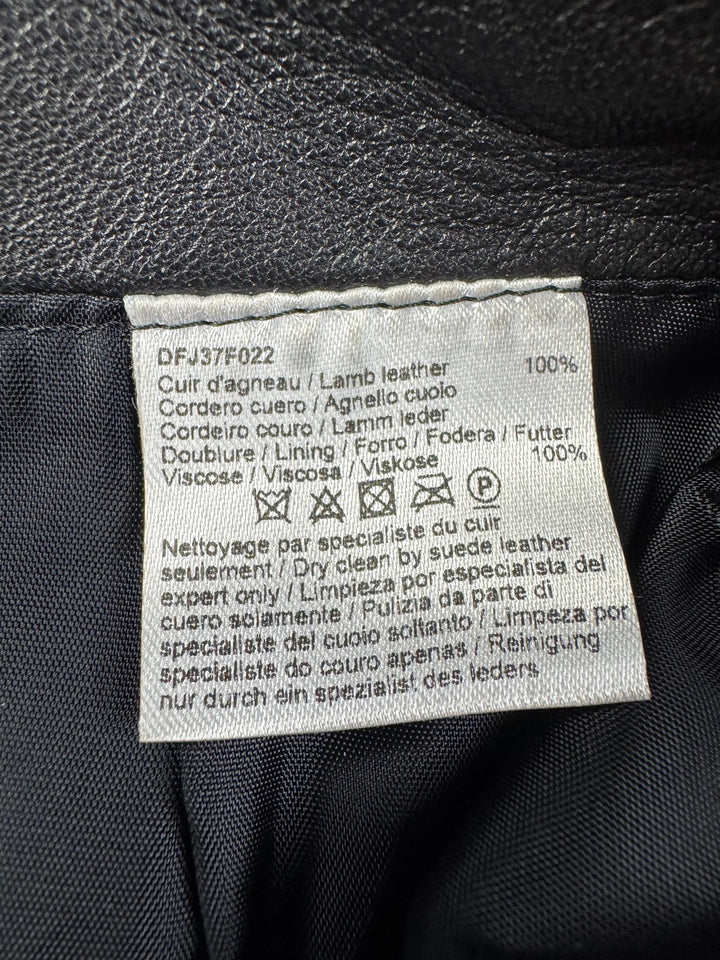 DFJ37F022
Cuir d'agneau / Lamb leather 100%
Cordero cuero / Agnello cuoio
Cordeiro couro / Lamm leder
Doublure / Lining / Forro / Fodera / Futter
Viscose / Viscosa / Viskose 100%
P
Nettoyage par specialiste du cuir
seulement / Dry clean by suede leather
expert only / Limpieza por especialista del
cuero solamente / Pulizia da parte di
specialiste del cuoio soltanto / Limpeza por
specialiste do couro apenas / Reinigung
nur durch ein spezialist des leders